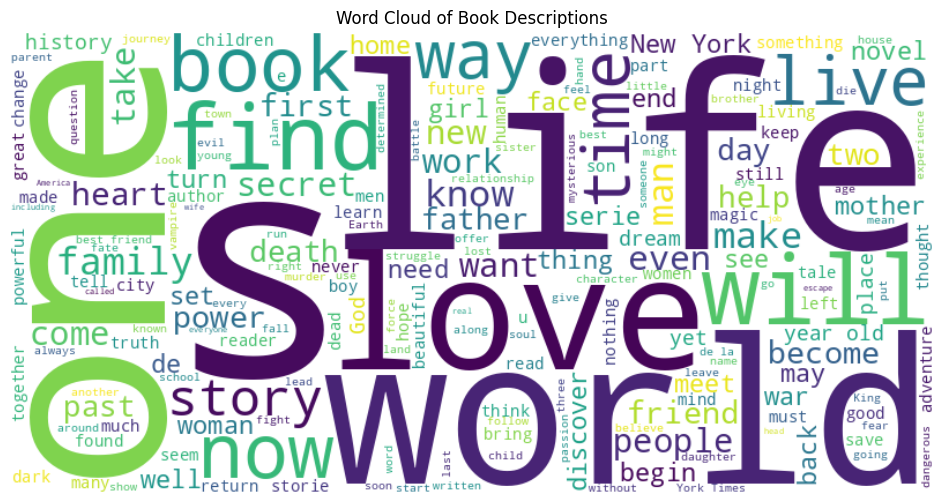 Word Cloud of Book Descriptions
history
journey
children
book
way
home
everything
New York
something
house
novel
parent
take
e
first
future
girl
face
time
part
end
night
little
live
die
great
change
question
one
town
find
plan
determined
feel
hand
new
human
battle
life
brother
living
keep
two
experience
look
evil
young
work
sister
best
mysterious
long
someone
might
man
day
still
America
made
heart
turn
secret
author
men
know
relationship
son
eye
help
age
mother
including
wife
vampire
learn
father
serie
magic
job
mean
thought
powerful
best friend
fate
run
death
Earth
offer
lost
dream
make
family
tell
city
called
s
right
never
murder
use
struggle
need
want
thing
even
women
see
go
tale
place
escape
put
will
left
set
every
boy
God
hope
force
land
beautiful
character
love
give
nothing
power
come
known
everyone
fall
dead
real
along
u
soul
yet
year old
truth
always
reader
de
school
read
de la
name
become
adventure
together
another
past
around
much
found
story
lead
fight
world
woman
think
follow
bring
child
three
passion
discover
leave
meet
mind
friend
believe
people
daughter
may
war
must
King
good
fear
save
going
back
head
dangerous
dark
many
show
well
seem
now
return
storie
soon
word
start
last
written
without
begin
York Times